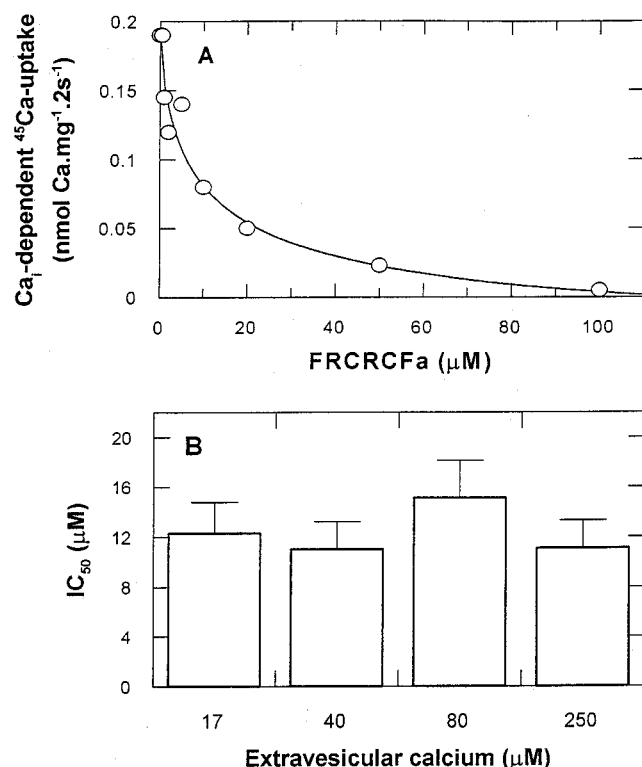 Ca_i-dependent ⁴⁵Ca-uptake
(nmol Ca.mg⁻¹.2s⁻¹)
0.2
0.15
0.1
0.05
0
A
0 20 40 60 80 100
FRCRCFa (μM)
IC₅₀ (μM)
20
16
12
8
4
0
B
17 40 80 250
Extravesicular calcium (μM)